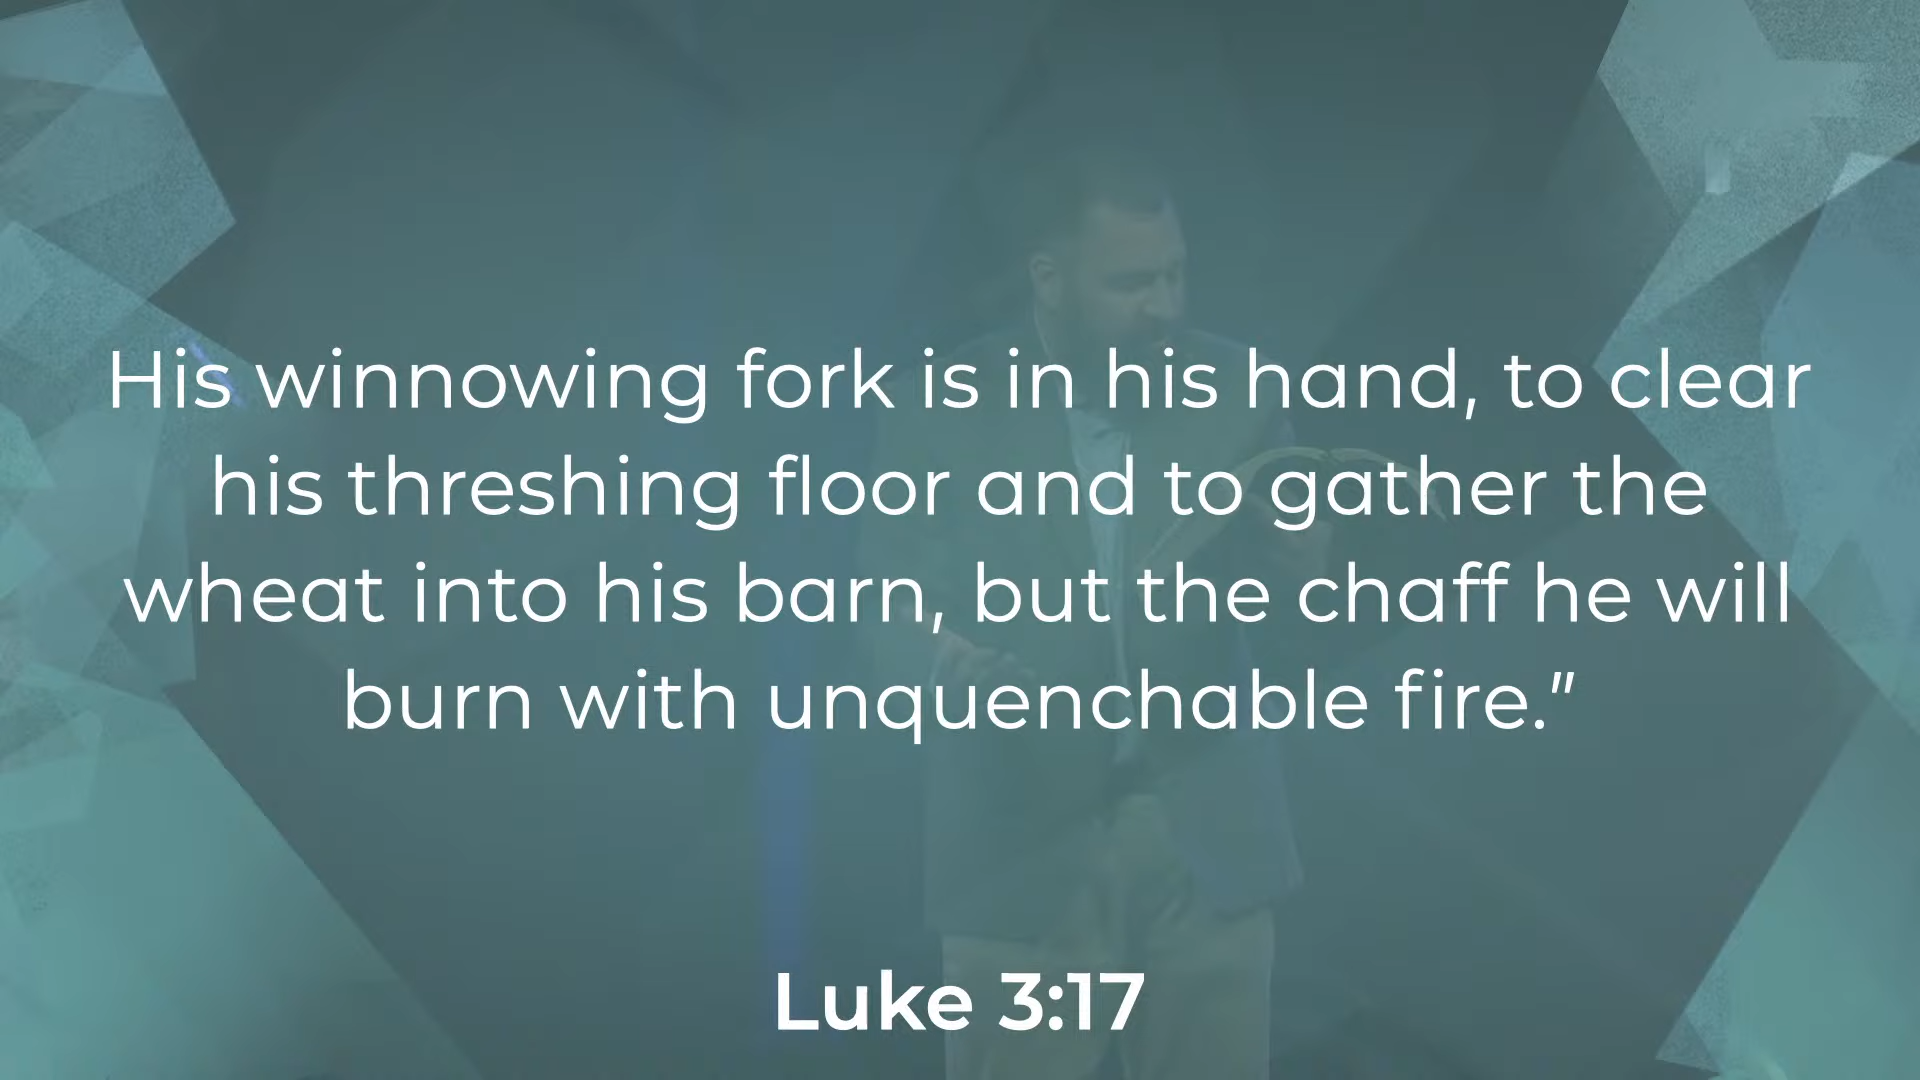 His winnowing fork is in his hand, to clear
his threshing floor and to gather the
wheat into his barn, but the chaff he will
burn with unquenchable fire.”
Luke 3:17